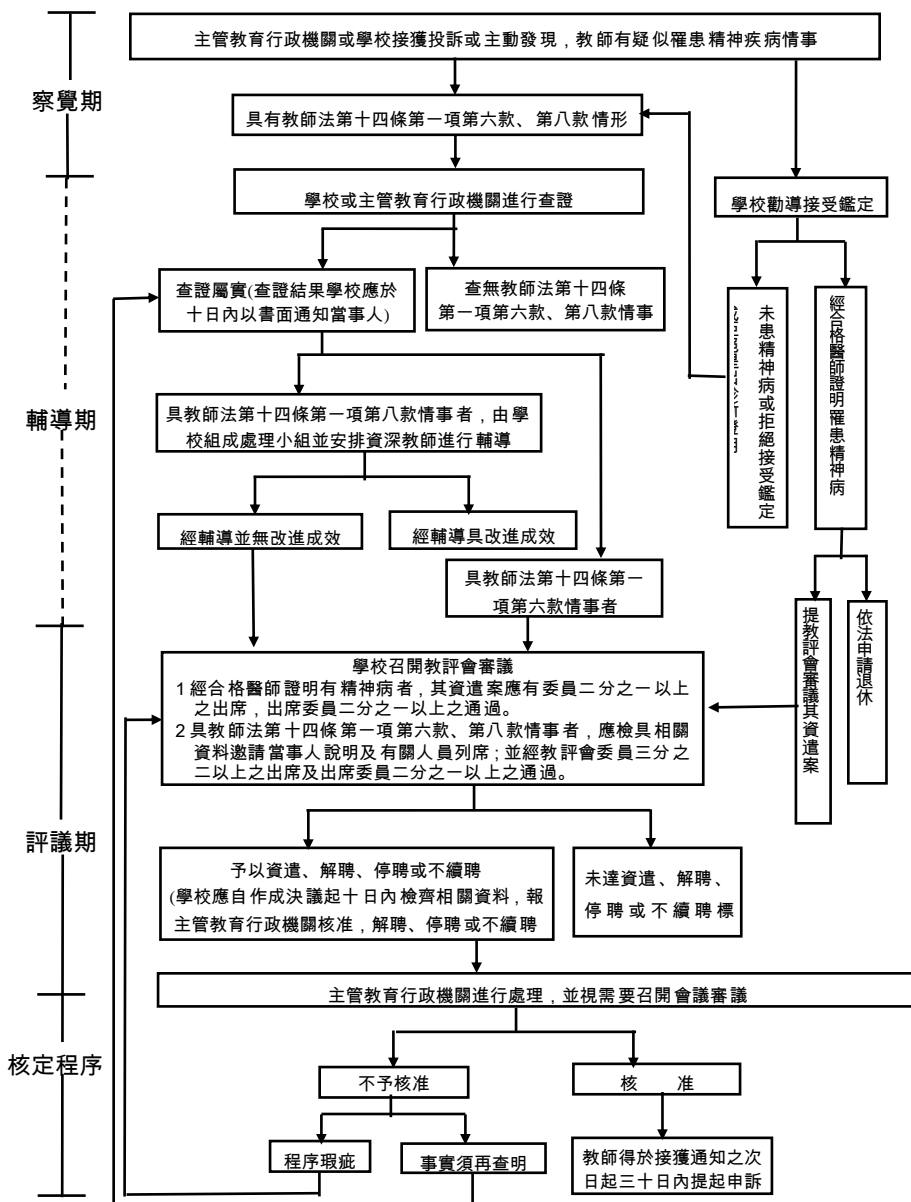 主管教育行政機關或學校接獲投訴或主動發現，教師有疑似罹患精神疾病情事
察覺期
具有教師法第十四條第一項第六款、第八款情形
學校或主管教育行政機關進行查證
學校勸導接受鑑定
查證屬實(查證結果學校應於
十日內以書面通知當事人)
查無教師法第十四條
第一項第六款、第八款情事
未患精神病或拒絕接受鑑定
經合格醫師證明罹患精神病
輔導期
具教師法第十四條第一項第八款情事者，由學
校組成處理小組並安排資深教師進行輔導
經輔導並無改進成效
經輔導具改進成效
具教師法第十四條第一
項第六款情事者
提教評會審議其資遣案
依法申請退休
學校召開教評會審議
1 經合格醫師證明有精神病者，其資遣案應有委員二分之一以上
之出席，出席委員二分之一以上之通過。
2 具教師法第十四條第一項第六款、第八款情事者，應檢具相關
資料邀請當事人說明及有關人員列席；並經教評會委員三分之
二以上之出席及出席委員二分之一以上之通過。
評議期
予以資遣、解聘、停聘或不續聘
(學校應自作成決議起十日內檢齊相關資料，報
主管教育行政機關核准，解聘、停聘或不續聘
未達資遣、解聘、
停聘或不續聘標
主管教育行政機關進行處理，並視需要召開會議審議
核定程序
不予核准
核 准
程序瑕疵
事實須再查明
教師得於接獲通知之次
日起三十日內提起申訴